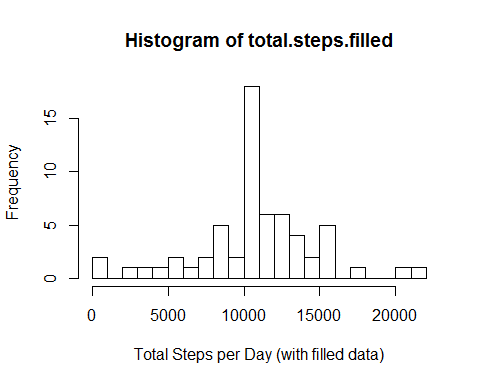 Histogram of total.steps.filled
Frequency
15
10
5
0
0 5000 10000 15000 20000
Total Steps per Day (with filled data)